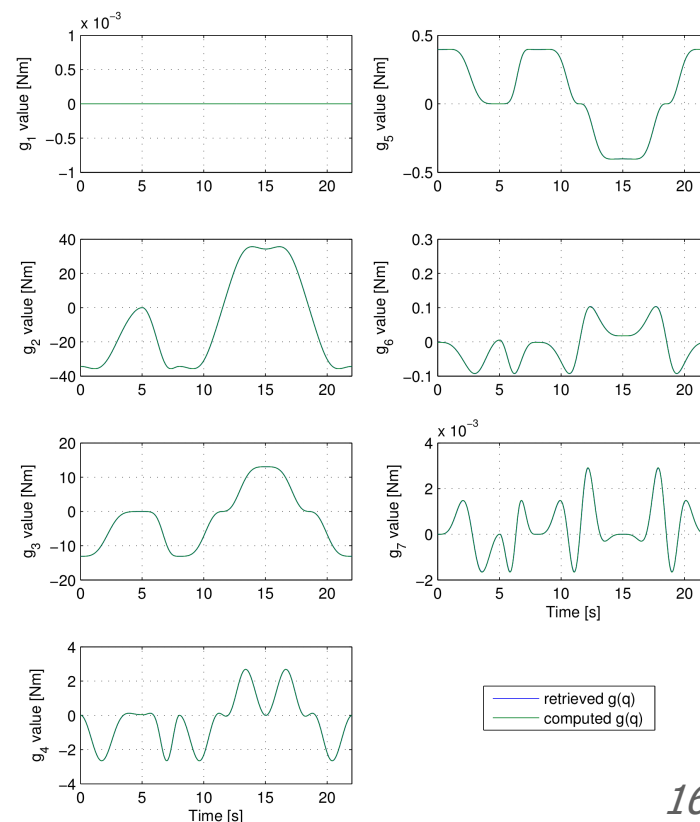 x 10⁻³
1
0.5
0
−0.5
−1
g₁ value [Nm]
0 5 10 15 20
0.5
0
−0.5
g₅ value [Nm]
0 5 10 15 20
40
20
0
−20
−40
g₂ value [Nm]
0 5 10 15 20
0.3
0.2
0.1
0
−0.1
g₆ value [Nm]
0 5 10 15 20
20
10
0
−10
−20
g₃ value [Nm]
0 5 10 15 20
x 10⁻³
4
2
0
−2
g₇ value [Nm]
0 5 10 15 20
Time [s]
4
2
0
−2
−4
g₄ value [Nm]
0 5 10 15 20
Time [s]
retrieved g(q)
computed g(q)
16